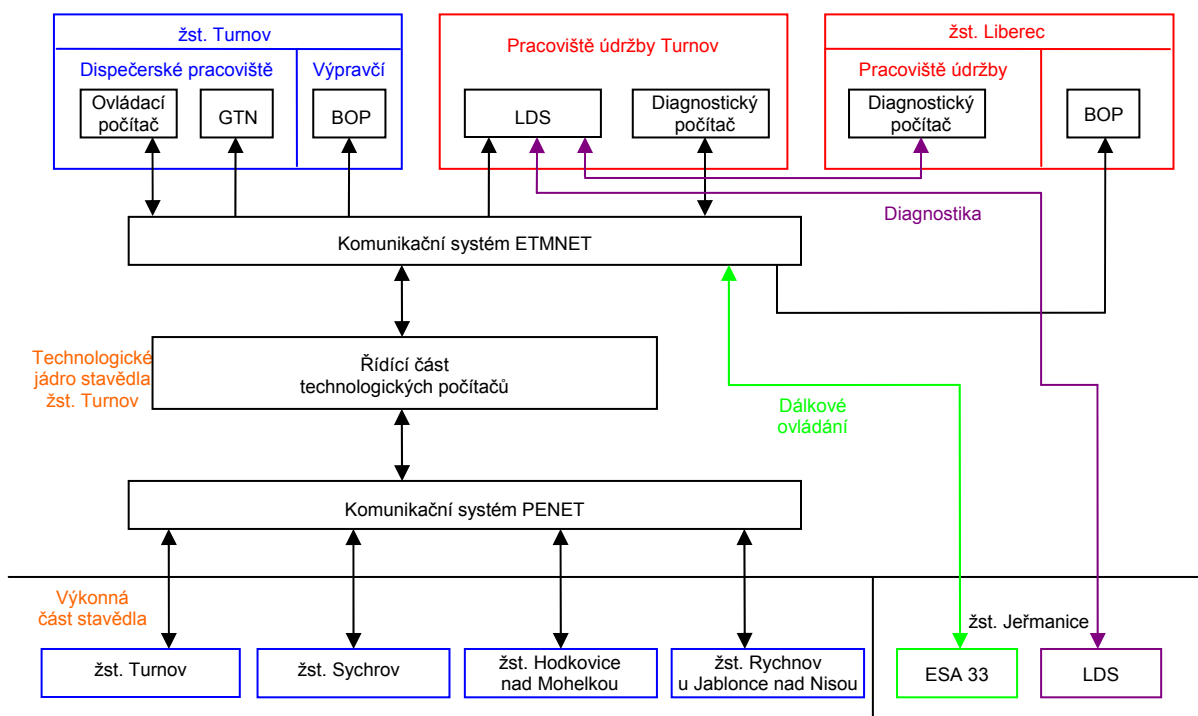 žst. Turnov
Dispečerské pracoviště
Výpravčí
Ovládací
počítač
GTN
BOP
Pracoviště údržby Turnov
LDS
Diagnostický
počítač
žst. Liberec
Pracoviště údržby
Diagnostický
počítač
BOP
Diagnostika
Komunikační systém ETMNET
Technologické
jádro stavědla
žst. Turnov
Řídící část
technologických počítačů
Dálkové
ovládání
Komunikační systém PENET
Výkonná
část stavědla
žst. Turnov
žst. Sychrov
žst. Hodkovice
nad Mohelkou
žst. Rychnov
u Jablonce nad Nisou
žst. Jeřmanice
ESA 33
LDS